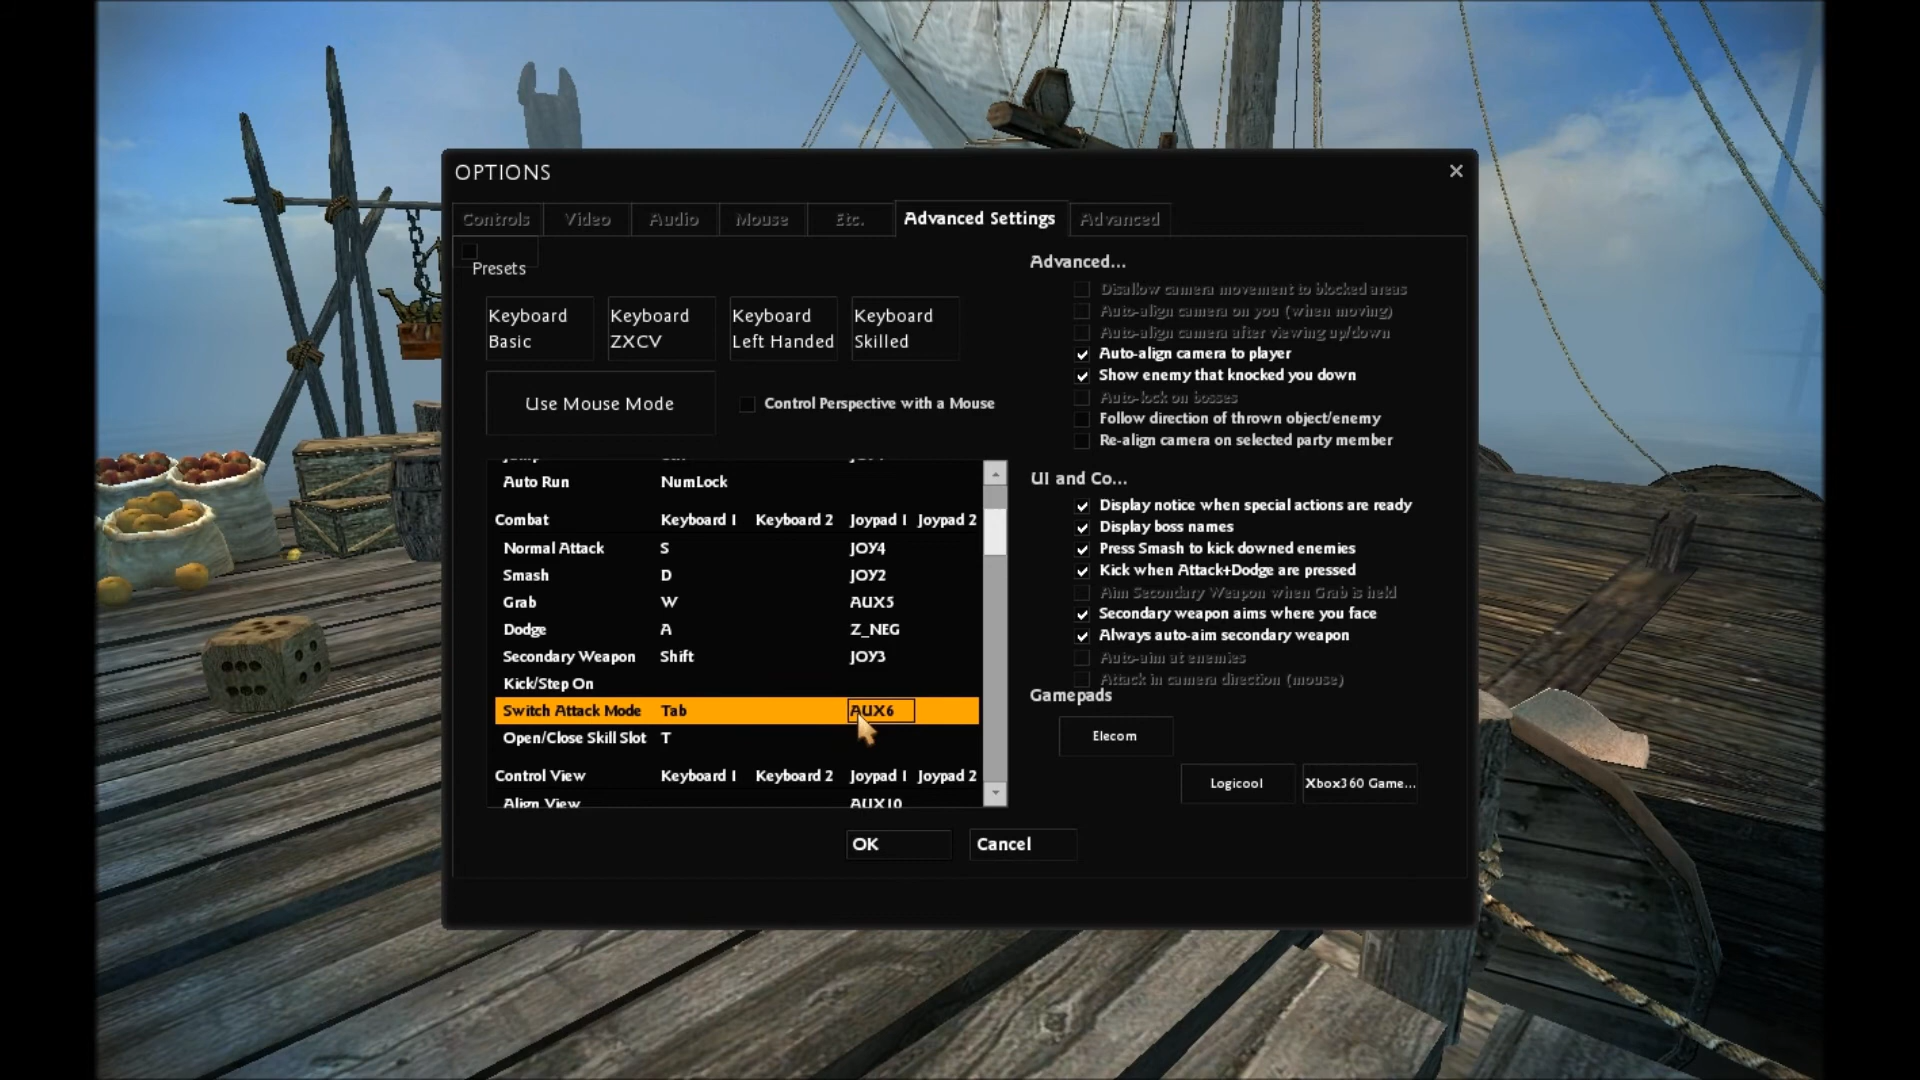 OPTIONS
Controls Video Audio Mouse Etc. Advanced Settings Advanced
Presets
Keyboard Basic
Keyboard ZXCV
Keyboard Left Handed
Keyboard Skilled
Use Mouse Mode
Control Perspective with a Mouse
Auto Run NumLock
Combat Keyboard 1 Keyboard 2 Joypad 1 Joypad 2
Normal Attack S JOY4
Smash D JOY2
Grab W AUX5
Dodge A Z_NEG
Secondary Weapon Shift JOY3
Kick/Step On
Switch Attack Mode Tab AUX6
Open/Close Skill Slot T
Control View Keyboard 1 Keyboard 2 Joypad 1 Joypad 2
Align View AUX10
OK Cancel
Advanced...
Disallow camera movement to blocked areas
Auto-align camera on you (when moving)
Auto-align camera after viewing up/down
Auto-align camera to player
Show enemy that knocked you down
Auto-lock on bosses
Follow direction of thrown object/enemy
Re-align camera on selected party member
UI and Co...
Display notice when special actions are ready
Display boss names
Press Smash to kick downed enemies
Kick when Attack+Dodge are pressed
Aim Secondary Weapon when Grab is held
Secondary weapon aims where you face
Always auto-aim secondary weapon
Auto-aim at enemies
Attack in camera direction (mouse)
Gamepads
Elecom
Logicool Xbox360 Game...